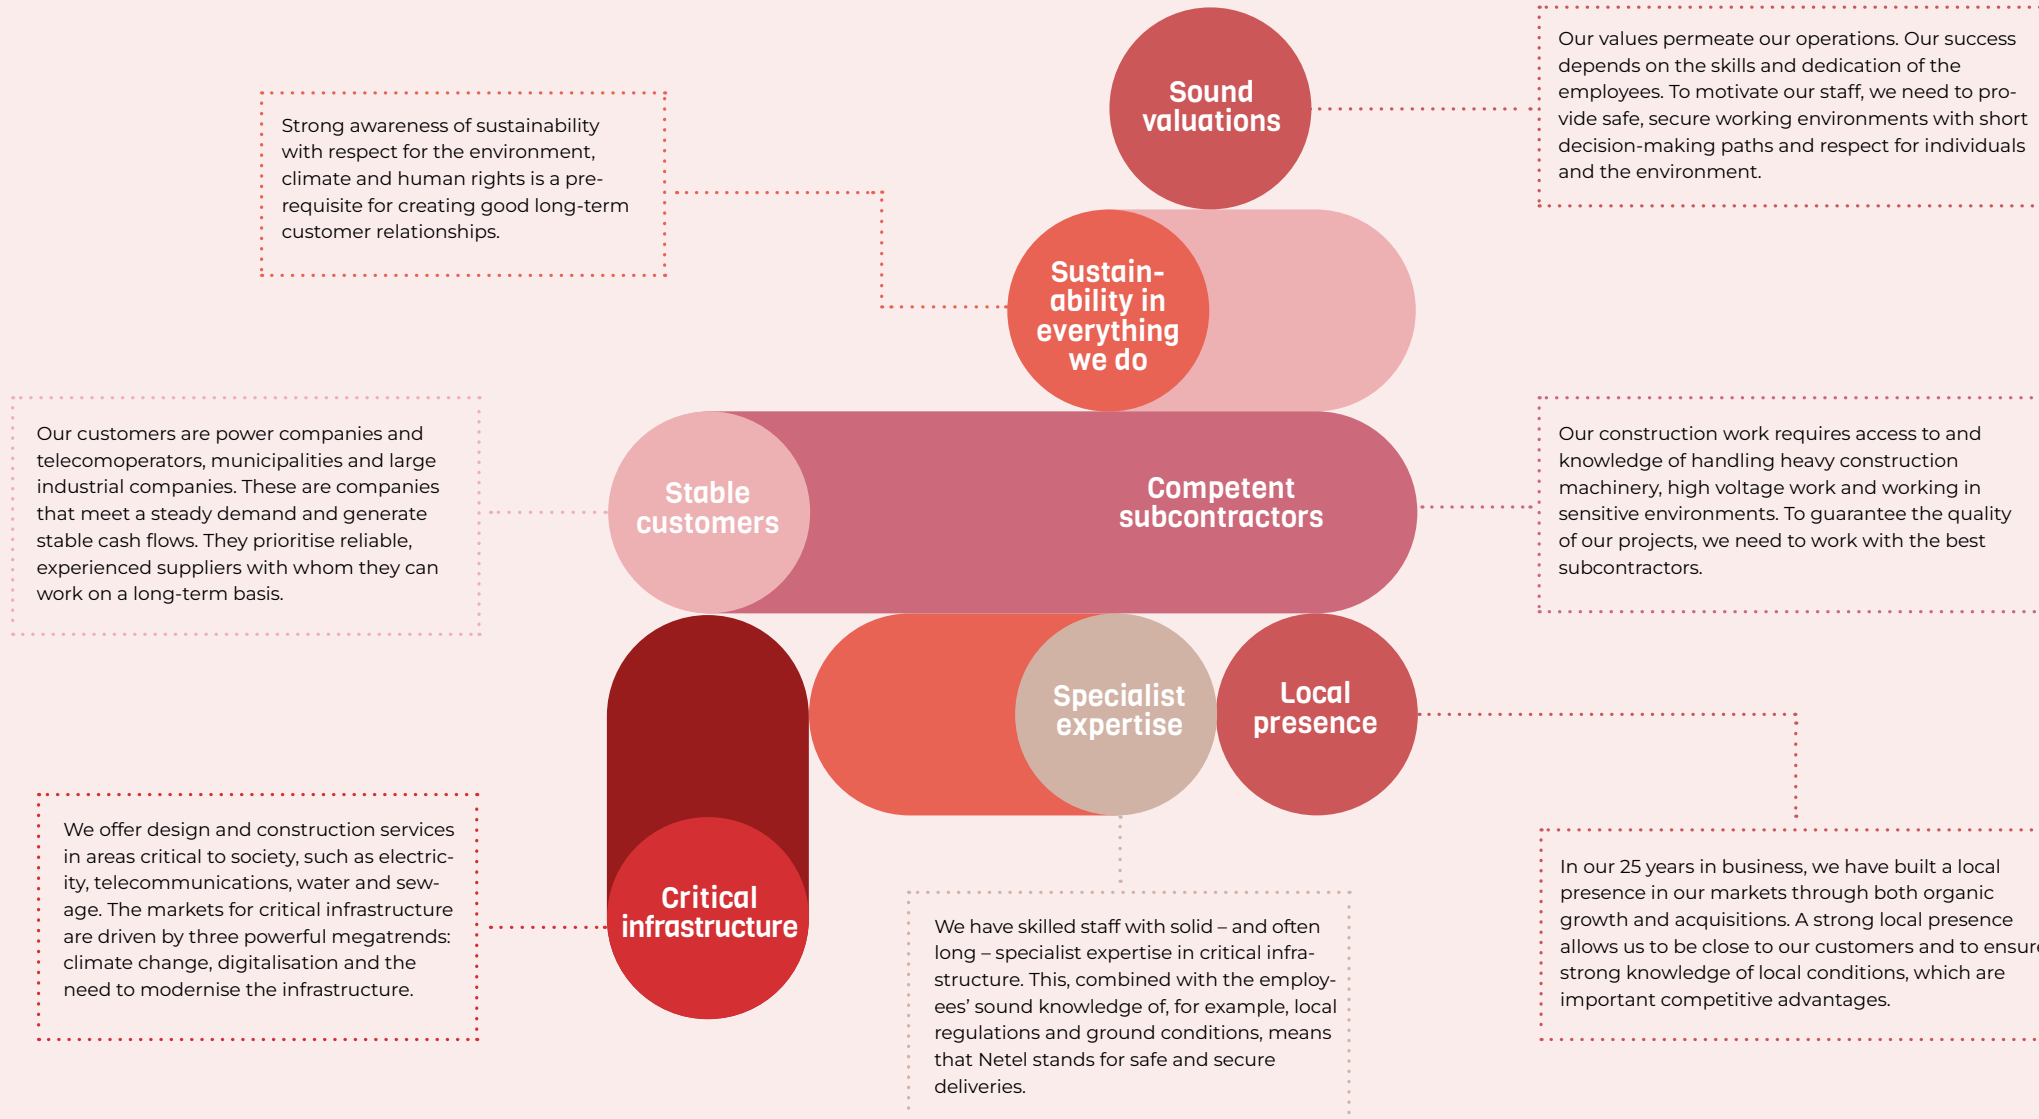 Sound
valuations
Our values permeate our operations. Our success
depends on the skills and dedication of the
employees. To motivate our staff, we need to pro-
vide safe, secure working environments with short
decision-making paths and respect for individuals
and the environment.
Strong awareness of sustainability
with respect for the environment,
climate and human rights is a pre-
requisite for creating good long-term
customer relationships.
Sustain-
ability in
everything
we do
Our customers are power companies and
telecomoperators, municipalities and large
industrial companies. These are companies
that meet a steady demand and generate
stable cash flows. They prioritise reliable,
experienced suppliers with whom they can
work on a long-term basis.
Stable
customers
Competent
subcontractors
Our construction work requires access to and
knowledge of handling heavy construction
machinery, high voltage work and working in
sensitive environments. To guarantee the quality
of our projects, we need to work with the best
subcontractors.
Specialist
expertise
Local
presence
We offer design and construction services
in areas critical to society, such as electric-
ity, telecommunications, water and sew-
age. The markets for critical infrastructure
are driven by three powerful megatrends:
climate change, digitalisation and the
need to modernise the infrastructure.
Critical
infrastructure
We have skilled staff with solid – and often
long – specialist expertise in critical infra-
structure. This, combined with the employ-
ees’ sound knowledge of, for example, local
regulations and ground conditions, means
that Netel stands for safe and secure
deliveries.
In our 25 years in business, we have built a local
presence in our markets through both organic
growth and acquisitions. A strong local presence
allows us to be close to our customers and to ensure
strong knowledge of local conditions, which are
important competitive advantages.